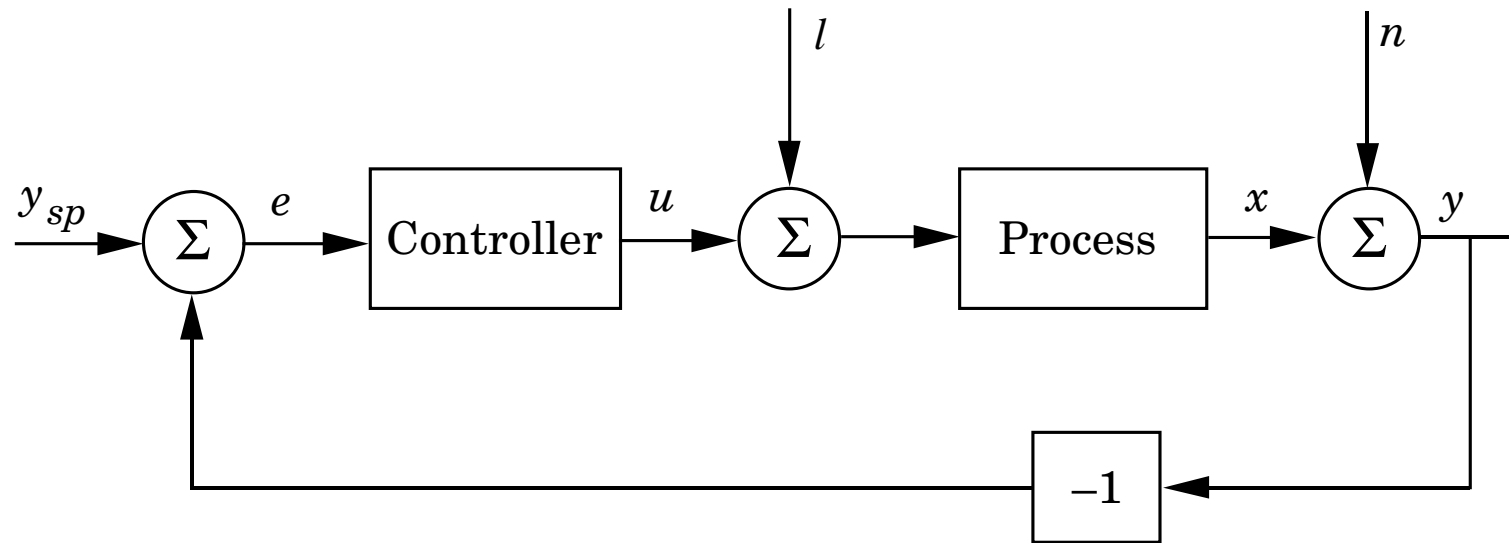 l
n
y_sp
Σ
e
Controller
u
Σ
Process
x
Σ
y
–1